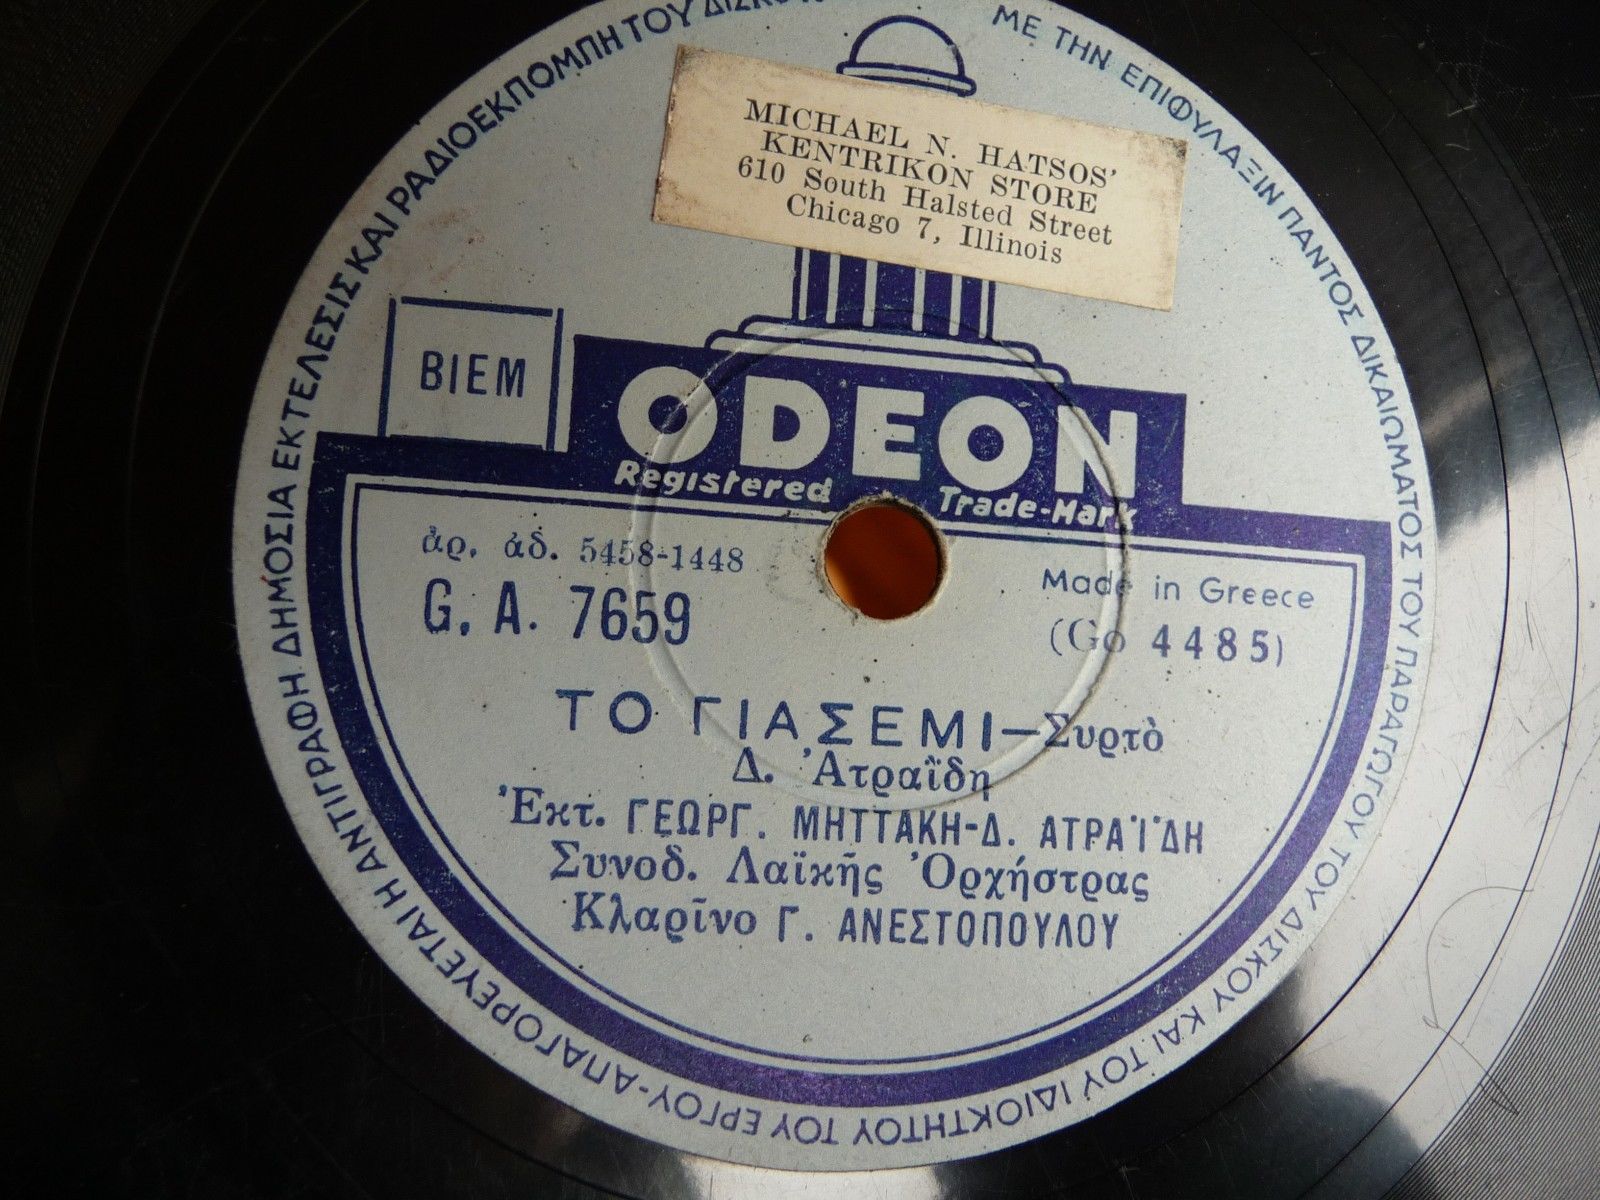 ΜΕ ΤΗΝ ΕΠΙΦΥΛΑΞΙΝ ΠΑΝΤΟΣ ΔΙΚΑΙΩΜΑΤΟΣ ΤΟΥ ΠΑΡΑΓΩΓΟΥ ΤΟΥ ΔΙΣΚΟΥ ΚΑΙ ΤΟΥ ΙΔΙΟΚΤΗΤΟΥ ΤΟΥ ΕΡΓΟΥ-ΑΠΑΓΟΡΕΥΕΤΑΙ Η ΑΝΤΙΓΡΑΦΗ ΔΗΜΟΣΙΑ ΕΚΤΕΛΕΣΙΣ ΚΑΙ ΡΑΔΙΟΕΚΠΟΜΠΗ ΤΟΥ ΔΙΣΚΟΥ
MICHAEL N. HATSOS'
KENTRIKON STORE
610 South Halsted Street
Chicago 7, Illinois
BIEM
ODEON
Registered Trade-Mark
ἀρ. ἀδ. 5458-1448
G. A. 7659
Made in Greece
(Go 4485)
ΤΟ ΓΙΑΣΕΜΙ—Συρτὸ
Δ. Ἀτραΐδη
Ἐκτ. ΓΕΩΡΓ. ΜΗΤΤΑΚΗ-Δ. ΑΤΡΑΪΔΗ
Συνοδ. Λαϊκῆς Ὀρχήστρας
Κλαρῖνο Γ. ΑΝΕΣΤΟΠΟΥΛΟΥ